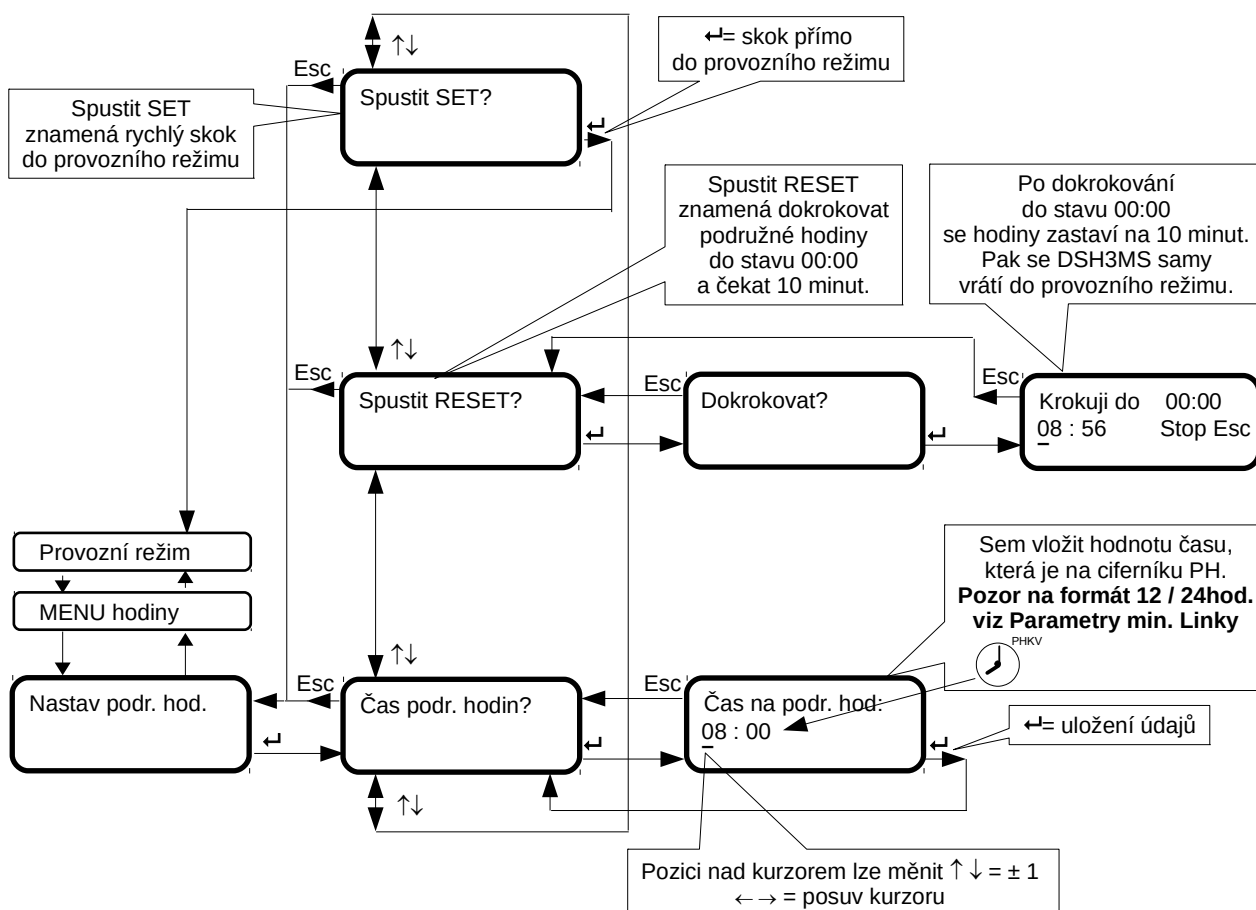 ↑↓
Esc
Spustit SET?
↵
↵= skok přímo
do provozního režimu
Spustit SET
znamená rychlý skok
do provozního režimu
Spustit RESET
znamená dokrokovat
podružné hodiny
do stavu 00:00
a čekat 10 minut.
Po dokrokování
do stavu 00:00
se hodiny zastaví na 10 minut.
Pak se DSH3MS samy
vrátí do provozního režimu.
↑↓
Esc
Spustit RESET?
↵
Esc
Dokrokovat?
↵
Esc
Krokuji do 00:00
08 : 56 Stop Esc
Provozní režim
MENU hodiny
Nastav podr. hod.
↵
↑↓
Esc
Čas podr. hodin?
↵
↑↓
Esc
Čas na podr. hod:
08 : 00
↵
Sem vložit hodnotu času,
která je na ciferníku PH.
Pozor na formát 12 / 24hod.
viz Parametry min. Linky
PHKV
↵= uložení údajů
Pozici nad kurzorem lze měnit ↑ ↓ = ± 1
← → = posuv kurzoru